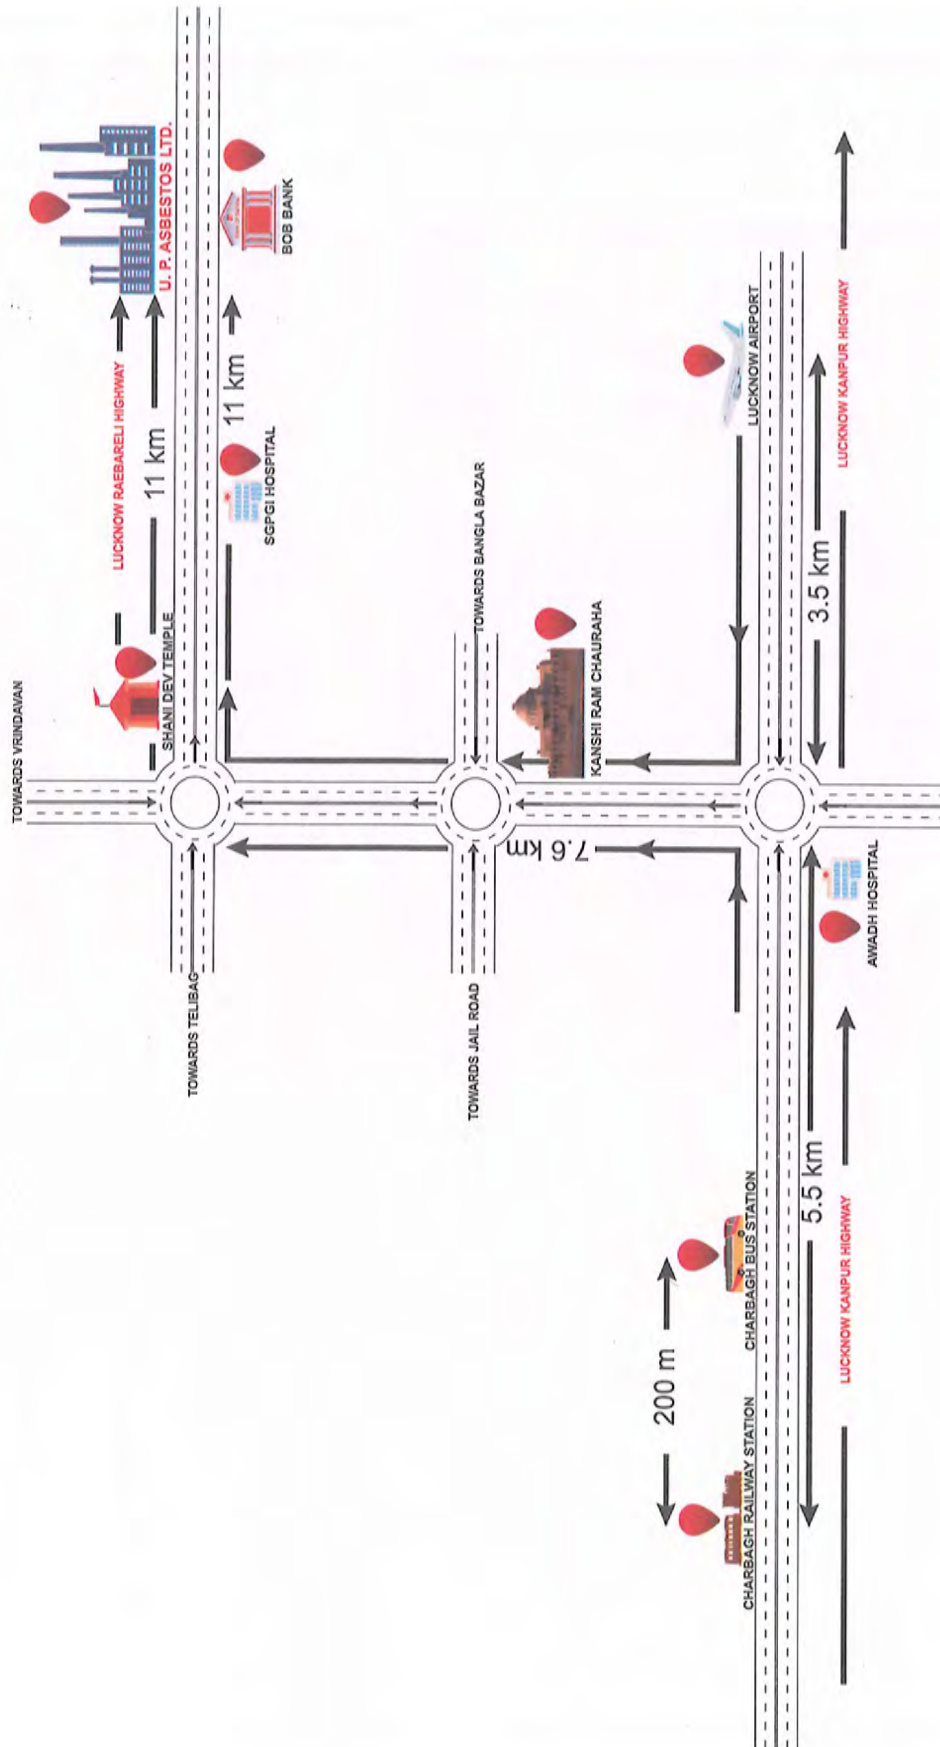 TOWARDS VRINDAVAN
U. P. ASBESTOS LTD.
BOB BANK
LUCKNOW RAEBARELI HIGHWAY
11 km
11 km
SHANI DEV TEMPLE
SGPGI HOSPITAL
TOWARDS TELIBAG
TOWARDS BANGLA BAZAR
TOWARDS JAIL ROAD
KANSHI RAM CHAURAHA
7.6 km
LUCKNOW AIRPORT
3.5 km
LUCKNOW KANPUR HIGHWAY
AWADH HOSPITAL
5.5 km
CHARBAGH BUS STATION
200 m
CHARBAGH RAILWAY STATION
LUCKNOW KANPUR HIGHWAY